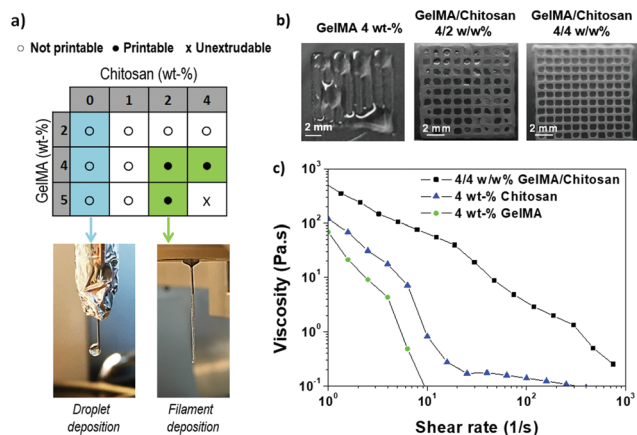 a)
○ Not printable ● Printable x Unextrudable
Chitosan (wt-%)
0 1 2 4
GelMA (wt-%)
2 ○ ○ ○ ○
4 ○ ○ ● ●
5 ○ ○ ● x
Droplet
deposition
Filament
deposition
b)
GelMA 4 wt-%
2 mm
GelMA/Chitosan
4/2 w/w%
2 mm
GelMA/Chitosan
4/4 w/w%
2 mm
c)
4/4 w/w% GelMA/Chitosan
4 wt-% Chitosan
4 wt-% GelMA
Viscosity (Pa.s)
10³
10²
10¹
10⁰
10⁻¹
10⁰ 10¹ 10² 10³
Shear rate (1/s)